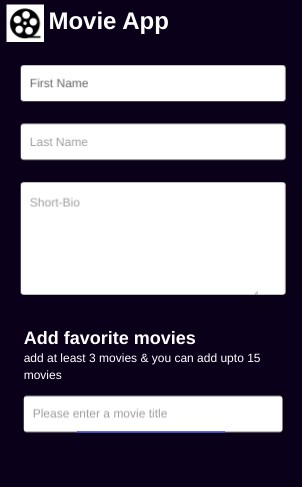 Movie App
First Name
Last Name
Short-Bio
Add favorite movies
add at least 3 movies & you can add upto 15
movies
Please enter a movie title